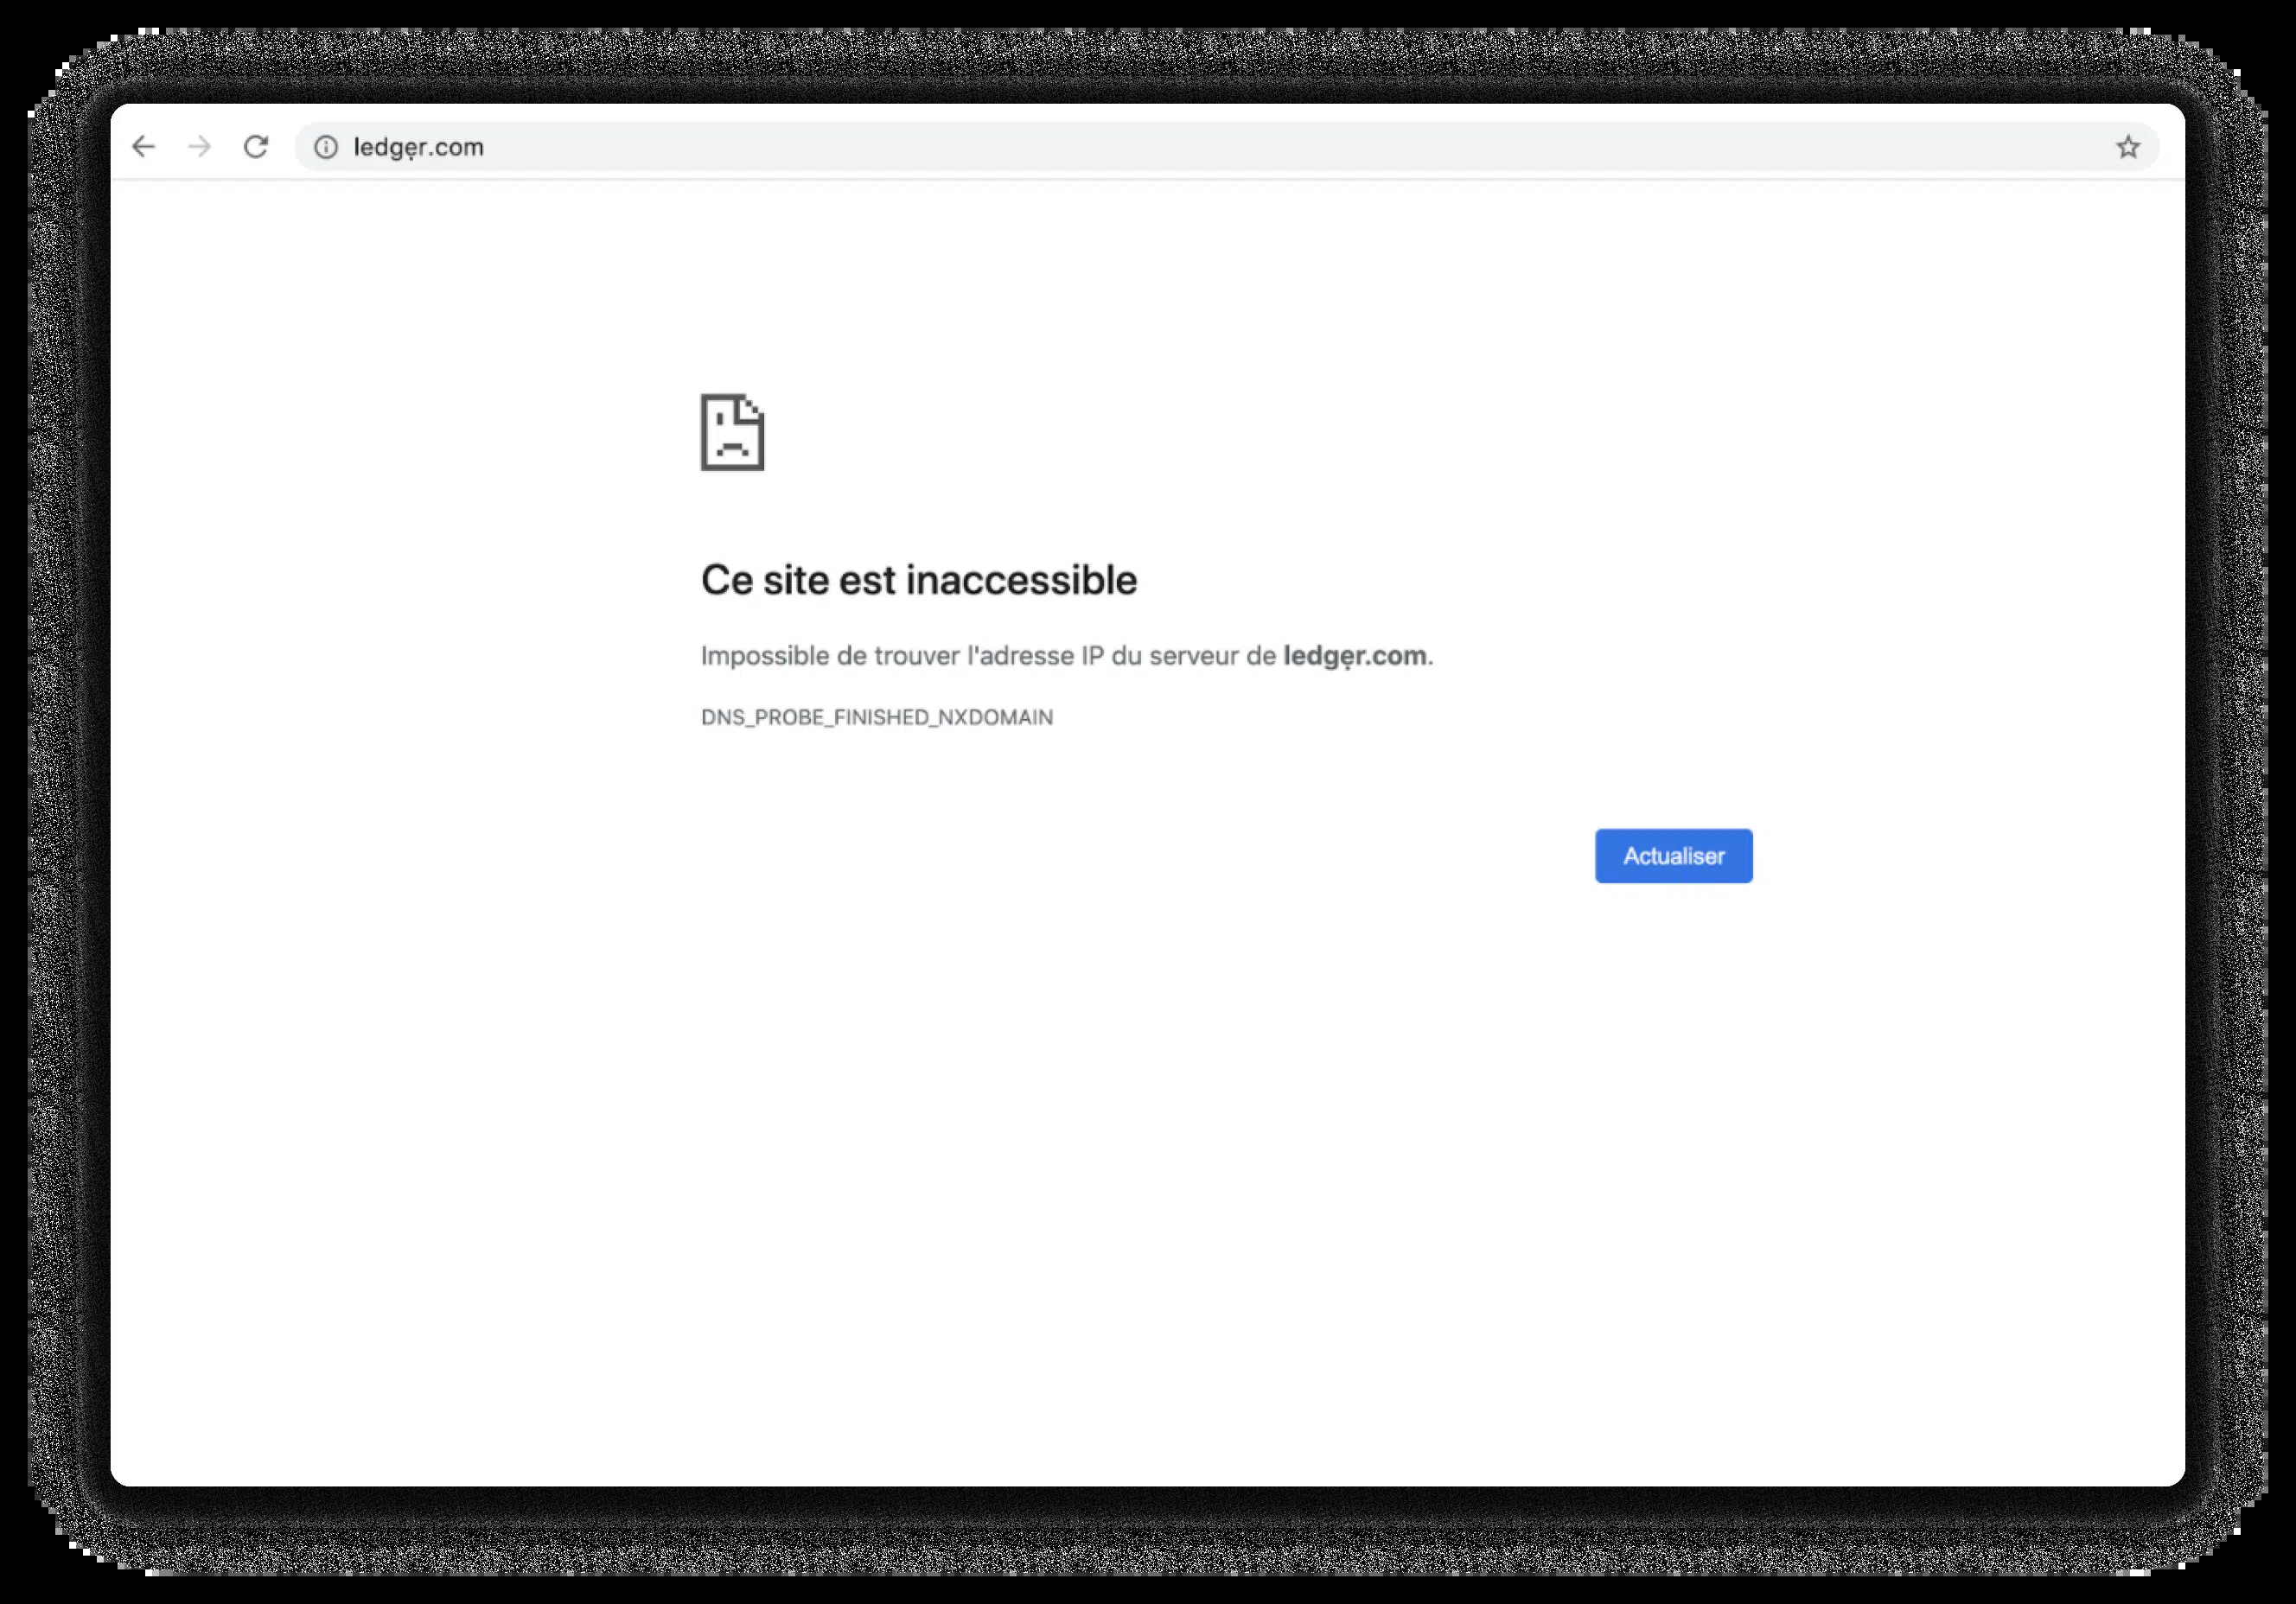 ledgẹr.com
Ce site est inaccessible
Impossible de trouver l'adresse IP du serveur de ledgẹr.com.
DNS_PROBE_FINISHED_NXDOMAIN
Actualiser